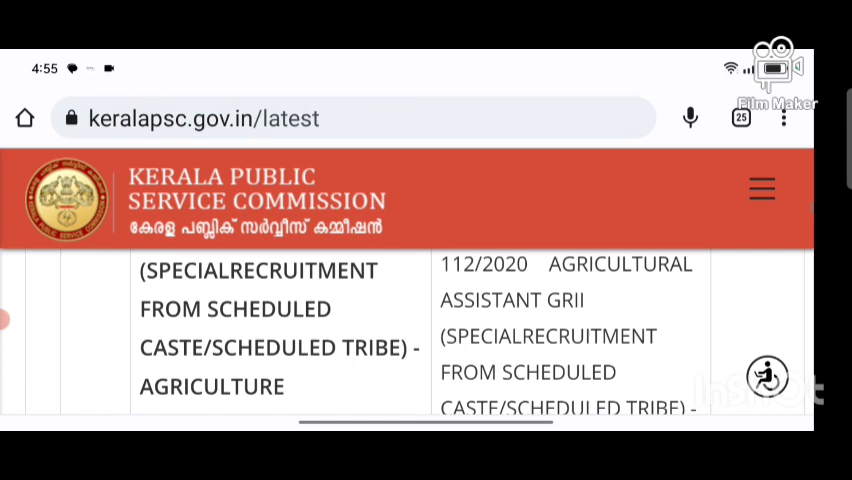 4:55
Film Maker
keralapsc.gov.in/latest
25
KERALA PUBLIC
SERVICE COMMISSION
കേരള പബ്ലിക് സർവ്വീസ് കമ്മീഷൻ
(SPECIALRECRUITMENT
FROM SCHEDULED
CASTE/SCHEDULED TRIBE) -
AGRICULTURE
112/2020 AGRICULTURAL
ASSISTANT GRII
(SPECIALRECRUITMENT
FROM SCHEDULED
CASTE/SCHEDULED TRIBE) -
InShot